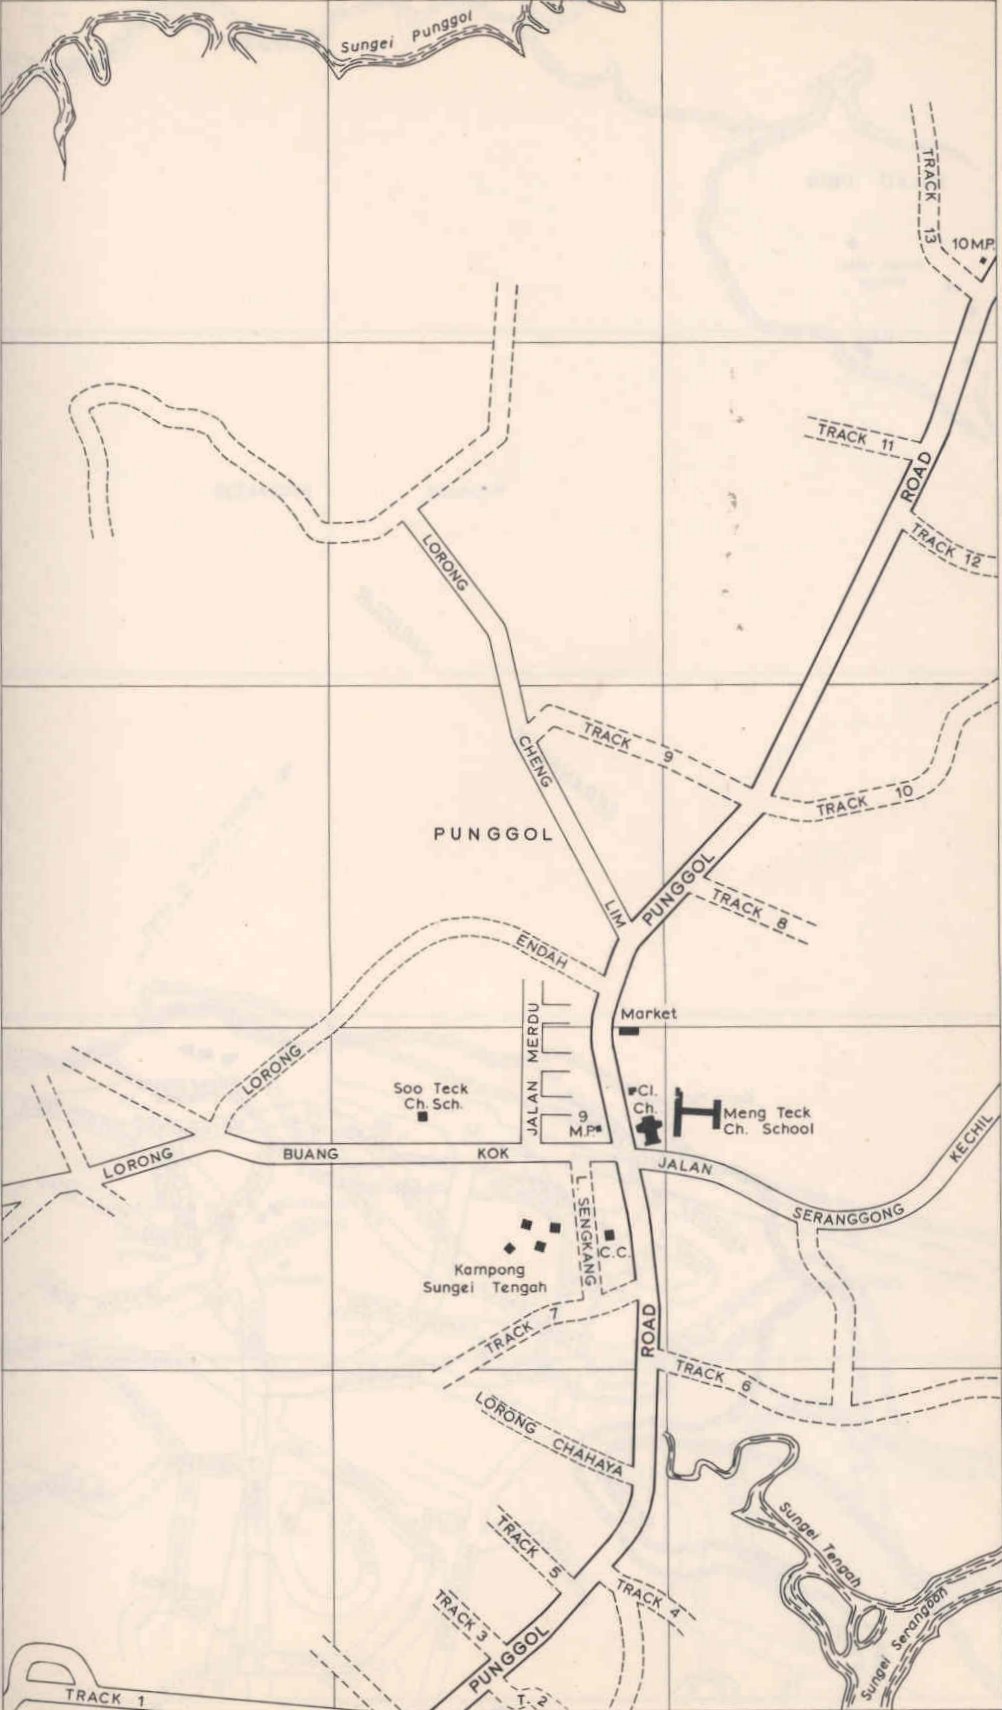 Sungei Punggol
TRACK 13
10 M.P.
TRACK 11
ROAD
TRACK 12
LORONG
TRACK 9
CHENG
TRACK 10
PUNGGOL
LIM
PUNGGOL
TRACK 8
ENDAH
Market
JALAN MERDU
LORONG
Soo Teck
Ch. Sch.
Cl.
Ch.
9
M.P.
Meng Teck
Ch. School
LORONG
BUANG
KOK
JALAN
KECHIL
SERANGGONG
L. SENGKANG
C.C.
Kampong
Sungei Tengah
TRACK 7
ROAD
TRACK 6
LORONG CHAHAYA
Sungei Tengah
TRACK 5
TRACK 4
TRACK 3
Sungei Serangoon
PUNGGOL
TRACK 1
T. 2